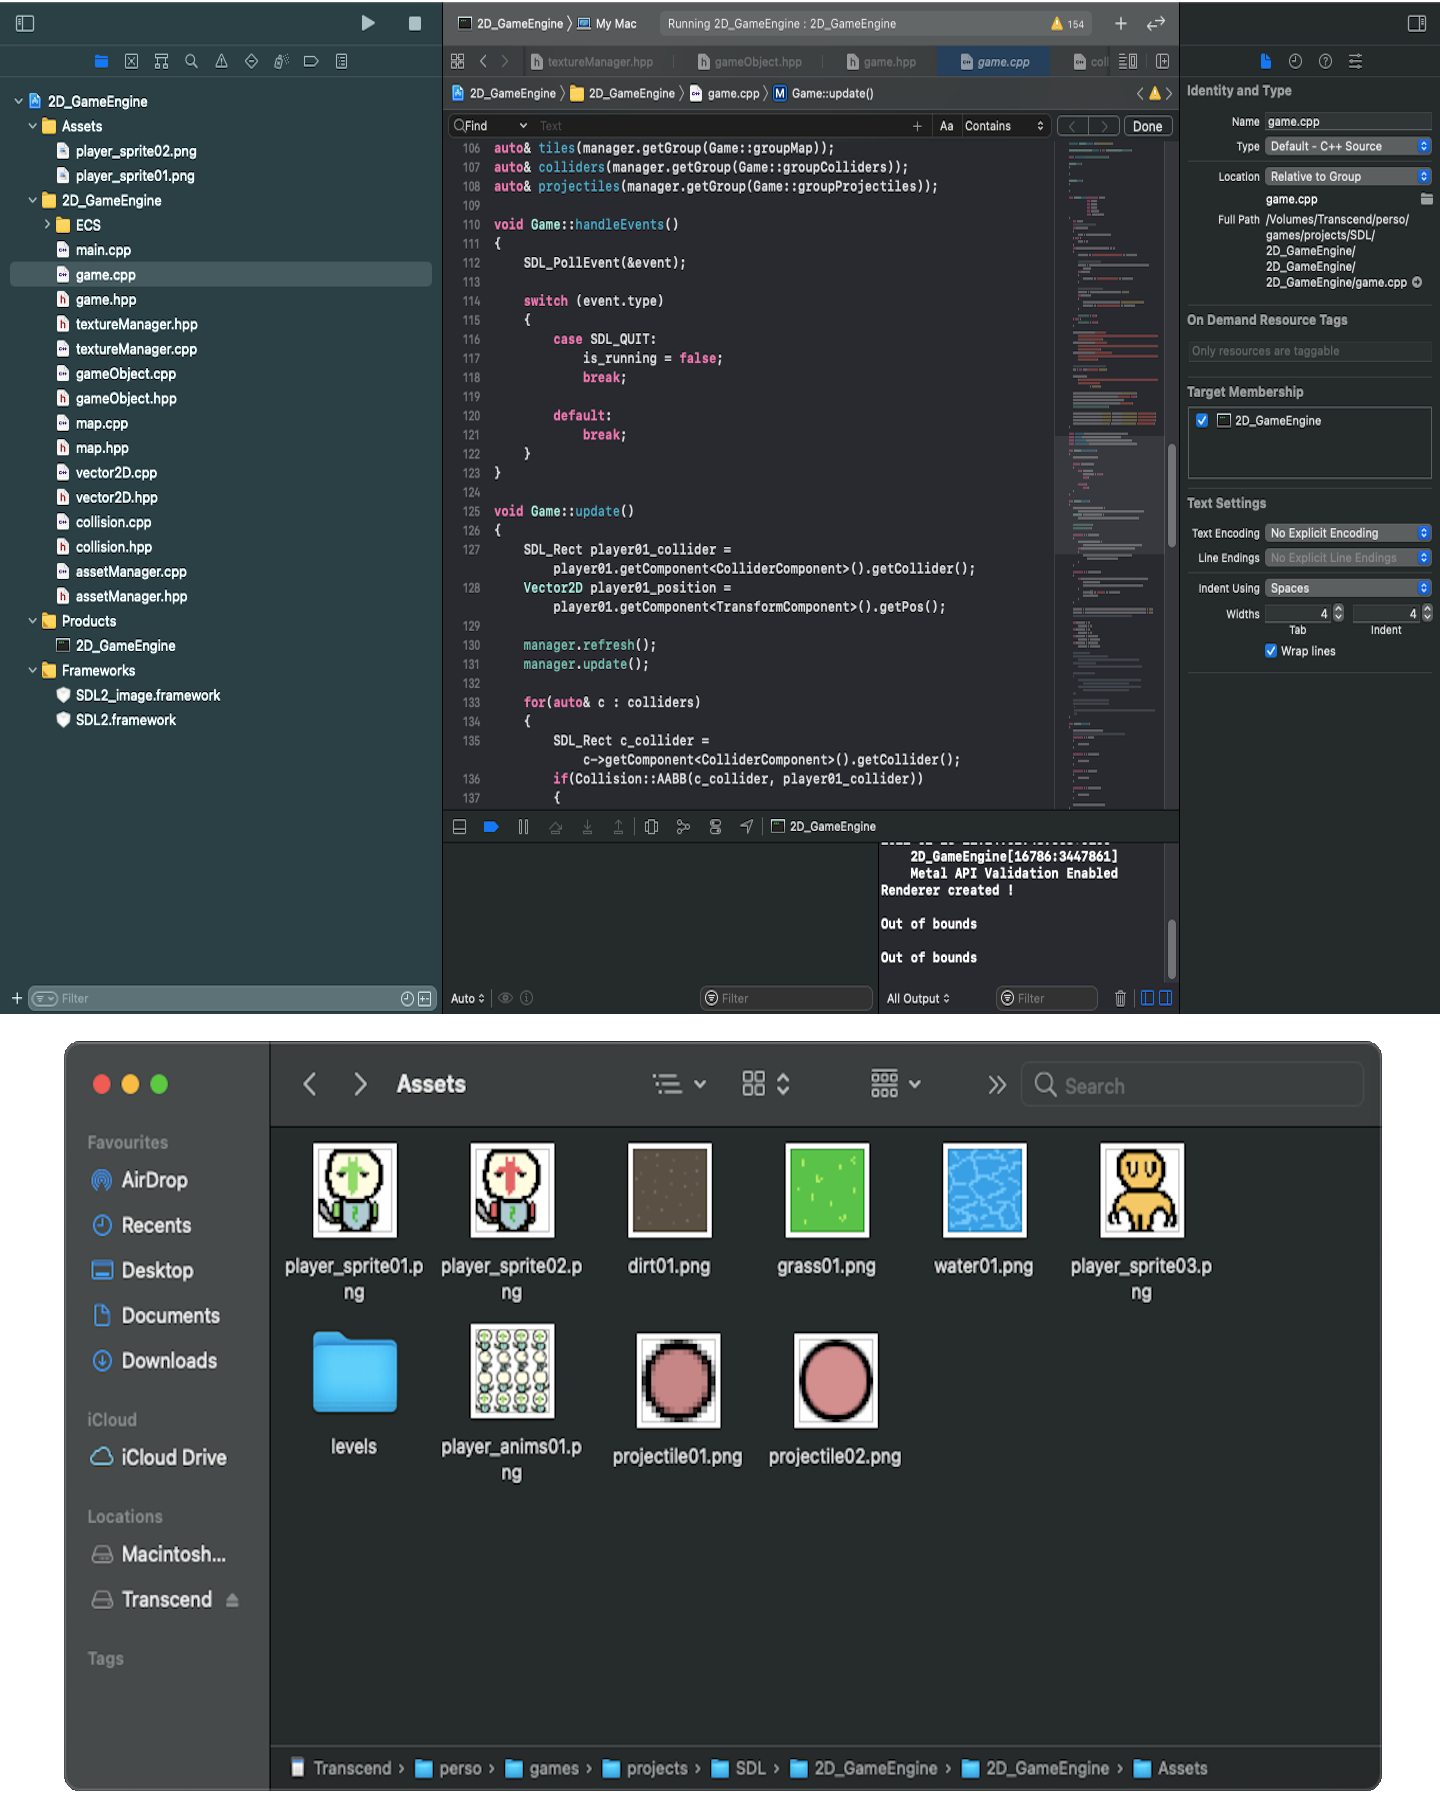 2D_GameEngine
My Mac
Running 2D_GameEngine : 2D_GameEngine
154
textureManager.hpp
gameObject.hpp
game.hpp
game.cpp
coll
2D_GameEngine
2D_GameEngine
game.cpp
M
Game::update()
Find
Text
Aa
Contains
Done
2D_GameEngine
Assets
player_sprite02.png
player_sprite01.png
2D_GameEngine
ECS
main.cpp
game.cpp
game.hpp
textureManager.hpp
textureManager.cpp
gameObject.cpp
gameObject.hpp
map.cpp
map.hpp
vector2D.cpp
vector2D.hpp
collision.cpp
collision.hpp
assetManager.cpp
assetManager.hpp
Products
2D_GameEngine
Frameworks
SDL2_image.framework
SDL2.framework
Filter
106 auto& tiles(manager.getGroup(Game::groupMap));
107 auto& colliders(manager.getGroup(Game::groupColliders));
108 auto& projectiles(manager.getGroup(Game::groupProjectiles));
109
110 void Game::handleEvents()
111 {
112 SDL_PollEvent(&event);
113
114 switch (event.type)
115 {
116 case SDL_QUIT:
117 is_running = false;
118 break;
119
120 default:
121 break;
122 }
123 }
124
125 void Game::update()
126 {
127 SDL_Rect player01_collider =
player01.getComponent<ColliderComponent>().getCollider();
128 Vector2D player01_position =
player01.getComponent<TransformComponent>().getPos();
129
130 manager.refresh();
131 manager.update();
132
133 for(auto& c : colliders)
134 {
135 SDL_Rect c_collider =
c->getComponent<ColliderComponent>().getCollider();
136 if(Collision::AABB(c_collider, player01_collider))
137 {
2D_GameEngine
2D_GameEngine[16786:3447861]
Metal API Validation Enabled
Renderer created !
Out of bounds
Out of bounds
Auto
Filter
All Output
Filter
Identity and Type
Name game.cpp
Type Default - C++ Source
Location Relative to Group
game.cpp
Full Path /Volumes/Transcend/perso/
games/projects/SDL/
2D_GameEngine/
2D_GameEngine/
2D_GameEngine/game.cpp
On Demand Resource Tags
Only resources are taggable
Target Membership
2D_GameEngine
Text Settings
Text Encoding No Explicit Encoding
Line Endings No Explicit Line Endings
Indent Using Spaces
Widths 4 4
Tab Indent
Wrap lines
Assets
Search
Favourites
AirDrop
Recents
Desktop
Documents
Downloads
iCloud
iCloud Drive
Locations
Macintosh...
Transcend
Tags
player_sprite01.p
ng
player_sprite02.p
ng
dirt01.png
grass01.png
water01.png
player_sprite03.p
ng
levels
player_anims01.p
ng
projectile01.png
projectile02.png
Transcend › perso › games › projects › SDL › 2D_GameEngine › 2D_GameEngine › Assets